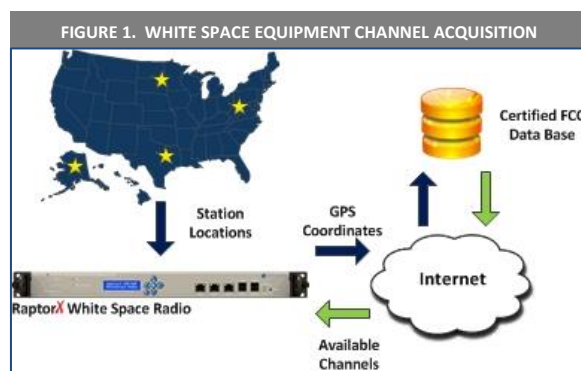 FIGURE 1. WHITE SPACE EQUIPMENT CHANNEL ACQUISITION
Certified FCC
Data Base
Station
Locations
GPS
Coordinates
Internet
RaptorX White Space Radio
Available
Channels